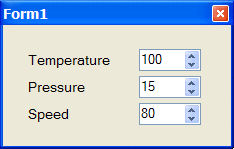 Form1
Temperature 100
Pressure 15
Speed 80